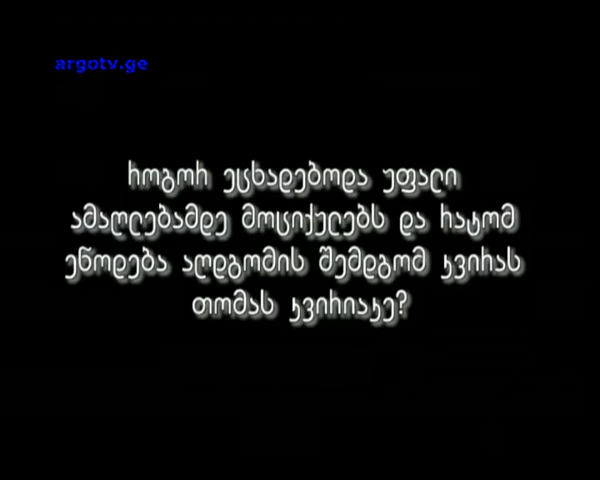 argotv.ge
როგორ ეცხადებოდა უფალი
ამაღლებამდე მოციქულებს და რატომ
ეწოდება აღდგომის შემდგომ კვირას
თომას კვირიაკე?